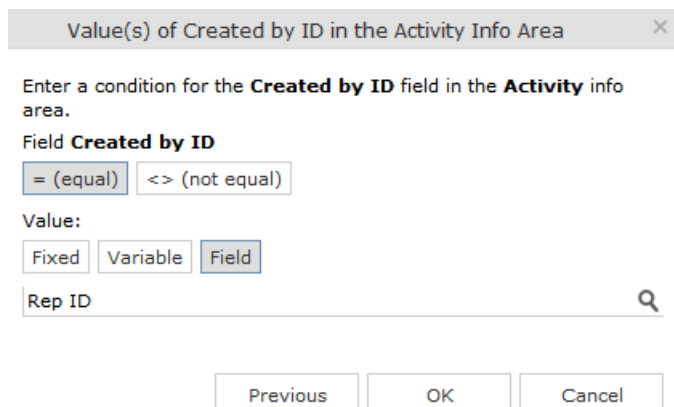 Value(s) of Created by ID in the Activity Info Area
Enter a condition for the Created by ID field in the Activity info
area.
Field Created by ID
= (equal) <> (not equal)
Value:
Fixed Variable Field
Rep ID
Previous OK Cancel